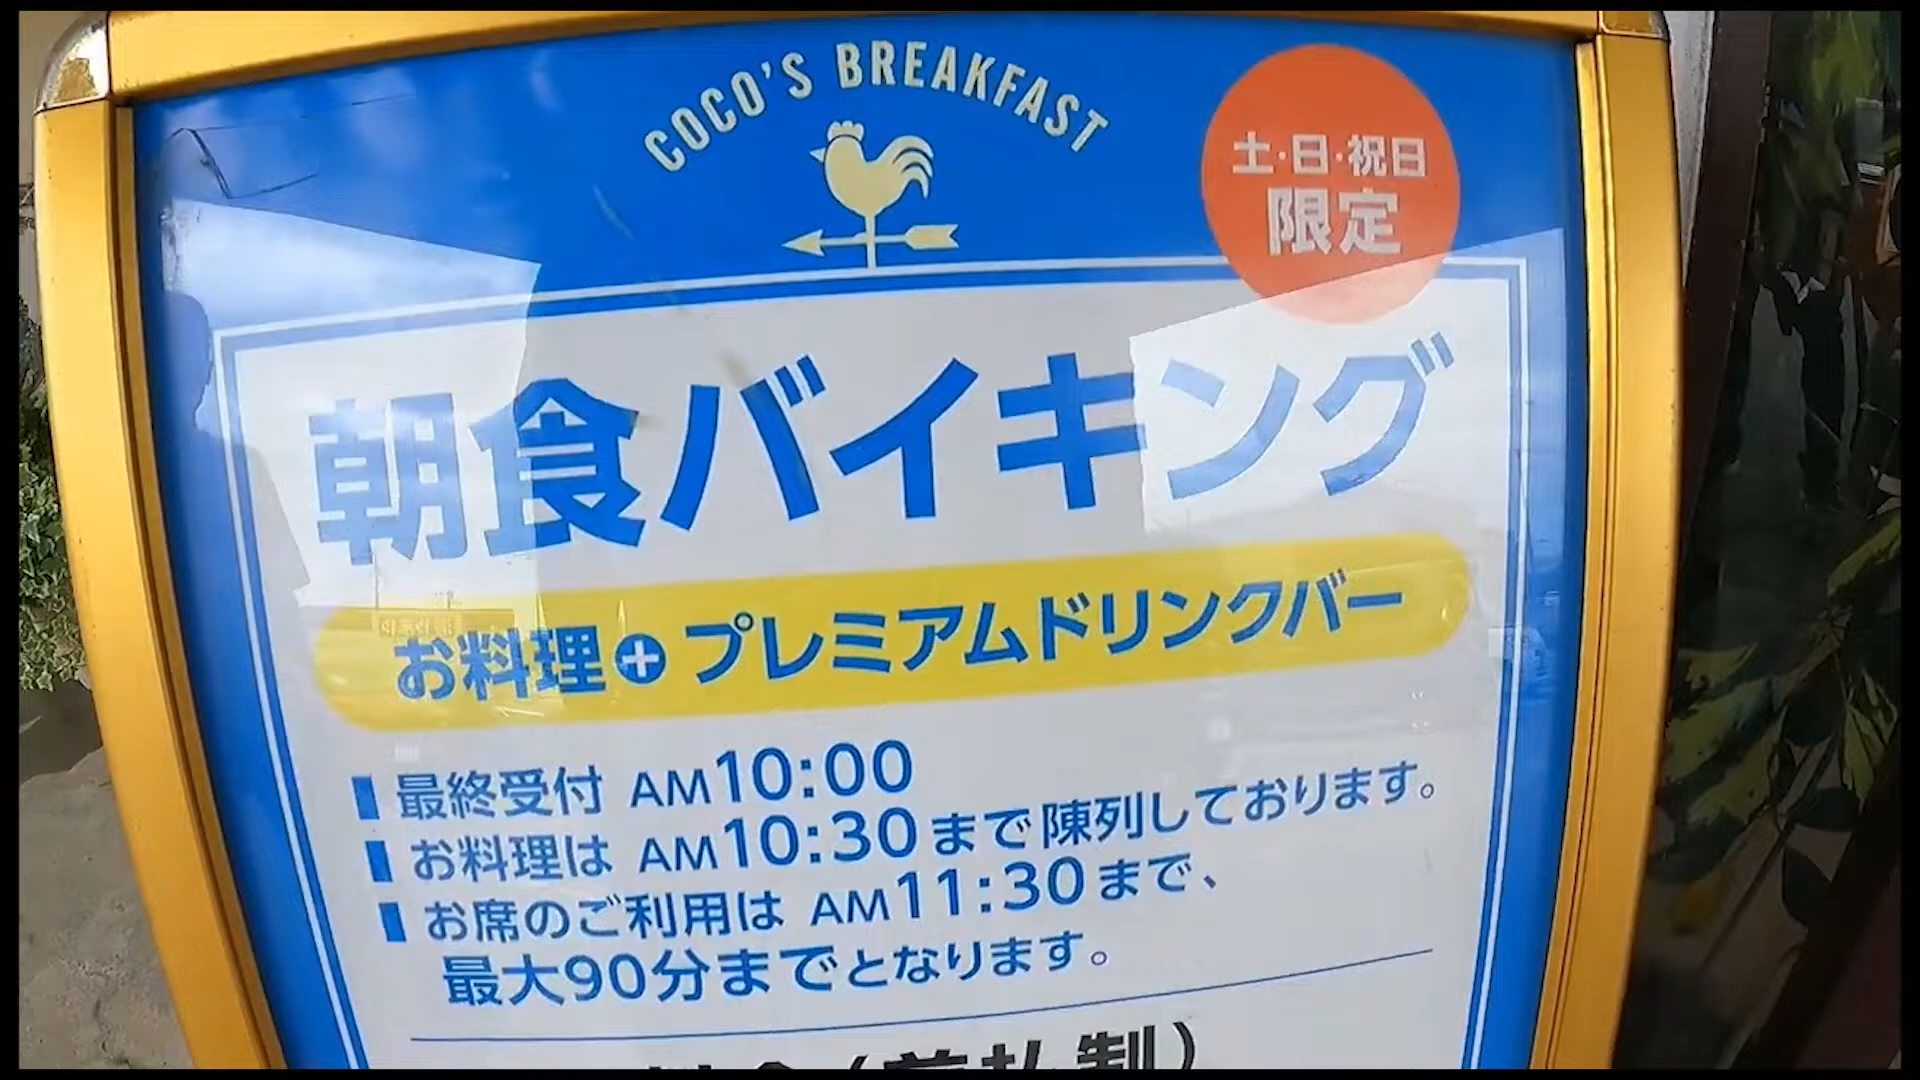 COCO'S BREAKFAST
土・日・祝日
限定
朝食バイキング
お料理+プレミアムドリンクバー
最終受付 AM10:00
お料理は AM10:30まで陳列しております。
お席のご利用は AM11:30まで、
最大90分までとなります。
(前払制)